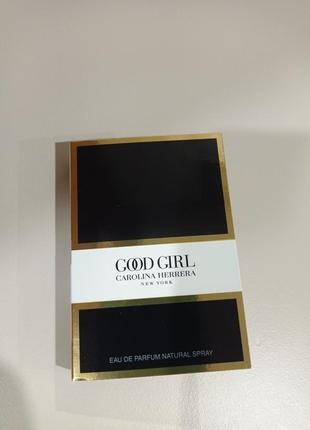 GOOD GIRL
CAROLINA HERRERA
NEW YORK
EAU DE PARFUM NATURAL SPRAY